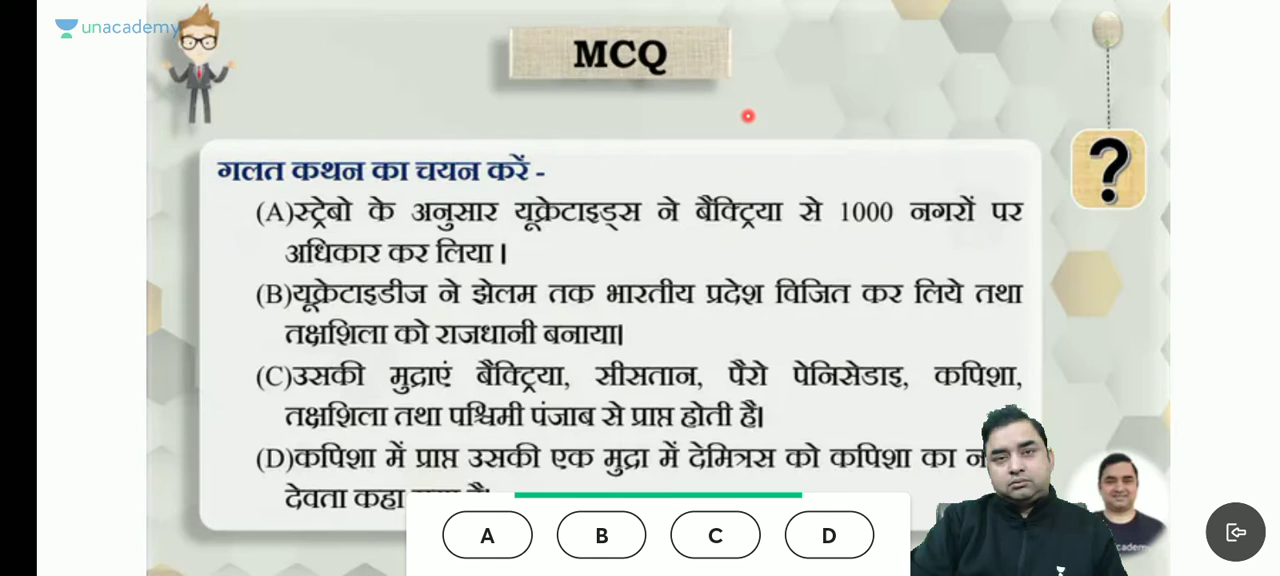 unacademy
MCQ
?
गलत कथन का चयन करें -
(A)स्ट्रेबो के अनुसार यूक्रेटाइड्स ने बैक्ट्रिया से 1000 नगरों पर
अधिकार कर लिया।
(B)यूक्रेटाइडीज ने झेलम तक भारतीय प्रदेश विजित कर लिये तथा
तक्षशिला को राजधानी बनाया।
(C)उसकी मुद्राएं बैक्ट्रिया, सीसतान, पैरो पेनिसेडाइ, कपिशा,
तक्षशिला तथा पश्चिमी पंजाब से प्राप्त होती है।
(D)कपिशा में प्राप्त उसकी एक मुद्रा में देमित्रस को कपिशा का
देवता कहा
A B C D